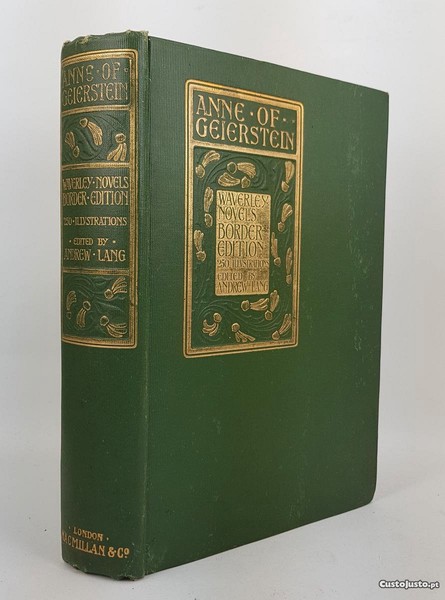 ANNE · OF ·
GEIERSTEIN
WAVERLEY · NOVELS
BORDER · EDITION
250 · ILLUSTRATIONS
· EDITED BY ·
ANDREW · LANG
· LONDON ·
MACMILLAN & Co
ANNE · OF · 
GEIERSTEIN
WAVERLEY
NOVELS
BORDER
EDITION
250 ILLUSTRATIONS
EDITED BY
ANDREW LANG
CustoJusto.pt